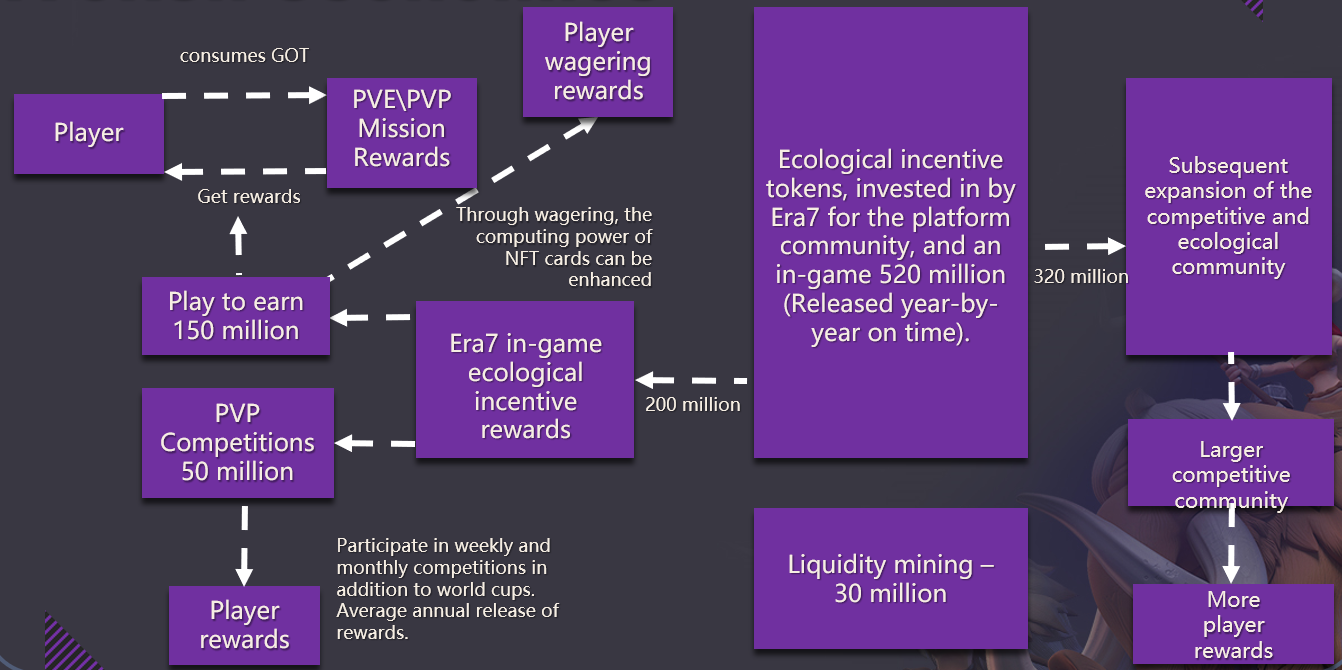 consumes GOT
Player
PVE\PVP
Mission
Rewards
Get rewards
Player
wagering
rewards
Through wagering, the
computing power of
NFT cards can be
enhanced
Play to earn
150 million
Era7 in-game
ecological
incentive
rewards
PVP
Competitions
50 million
Player
rewards
Participate in weekly and
monthly competitions in
addition to world cups.
Average annual release of
rewards.
200 million
Ecological incentive
tokens, invested in by
Era7 for the platform
community, and an
in-game 520 million
(Released year-by-
year on time).
Liquidity mining –
30 million
320 million
Subsequent
expansion of the
competitive and
ecological
community
Larger
competitive
community
More
player
rewards